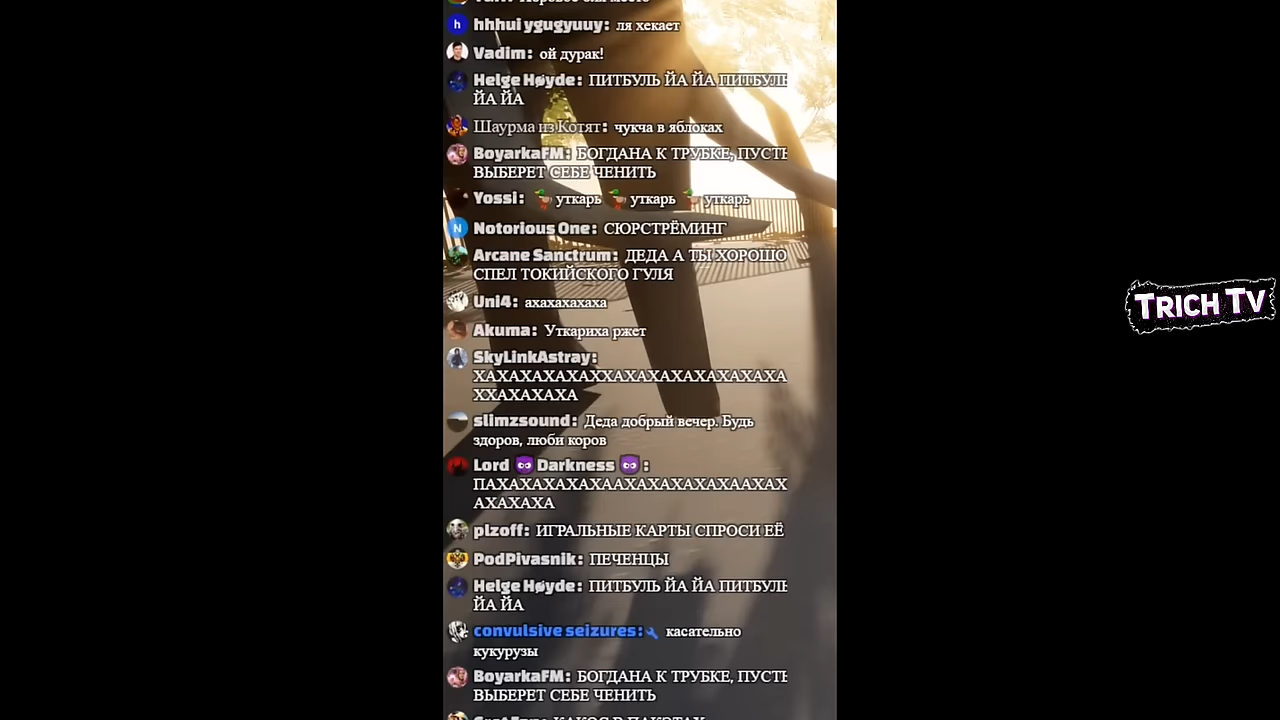 hhhui ygugyuuy: ля хекает
Vadim: ой дурак!
Helge Høyde: ПИТБУЛЬ ЙА ЙА ПИТБУЛЬ
ЙА ЙА
Шаурма из Котят: чукча в яблоках
BoyarkaFM: БОГДАНА К ТРУБКЕ, ПУСТЬ
ВЫБЕРЕТ СЕБЕ ЧЕНИТЬ
Yossi: уткарь уткарь уткарь
Notorious One: СЮРСТРЁМИНГ
Arcane Sanctrum: ДЕДА А ТЫ ХОРОШО
СПЕЛ ТОКИЙСКОГО ГУЛЯ
Uni4: ахахахахаха
Akuma: Уткариха ржет
SkyLinkAstray:
ХАХАХАХАХАХХАХАХАХАХАХАХАХА
ХХАХАХАХА
slimzsound: Деда добрый вечер. Будь
здоров, люби коров
Lord Darkness :
ПАХАХАХАХАХААХАХАХАХАХААХАХ
АХАХАХА
plzoff: ИГРАЛЬНЫЕ КАРТЫ СПРОСИ ЕЁ
PodPivasnik: ПЕЧЕНЦЫ
Helge Høyde: ПИТБУЛЬ ЙА ЙА ПИТБУЛЬ
ЙА ЙА
convulsive seizures: касательно
кукурузы
BoyarkaFM: БОГДАНА К ТРУБКЕ, ПУСТЬ
ВЫБЕРЕТ СЕБЕ ЧЕНИТЬ
TRICH TV